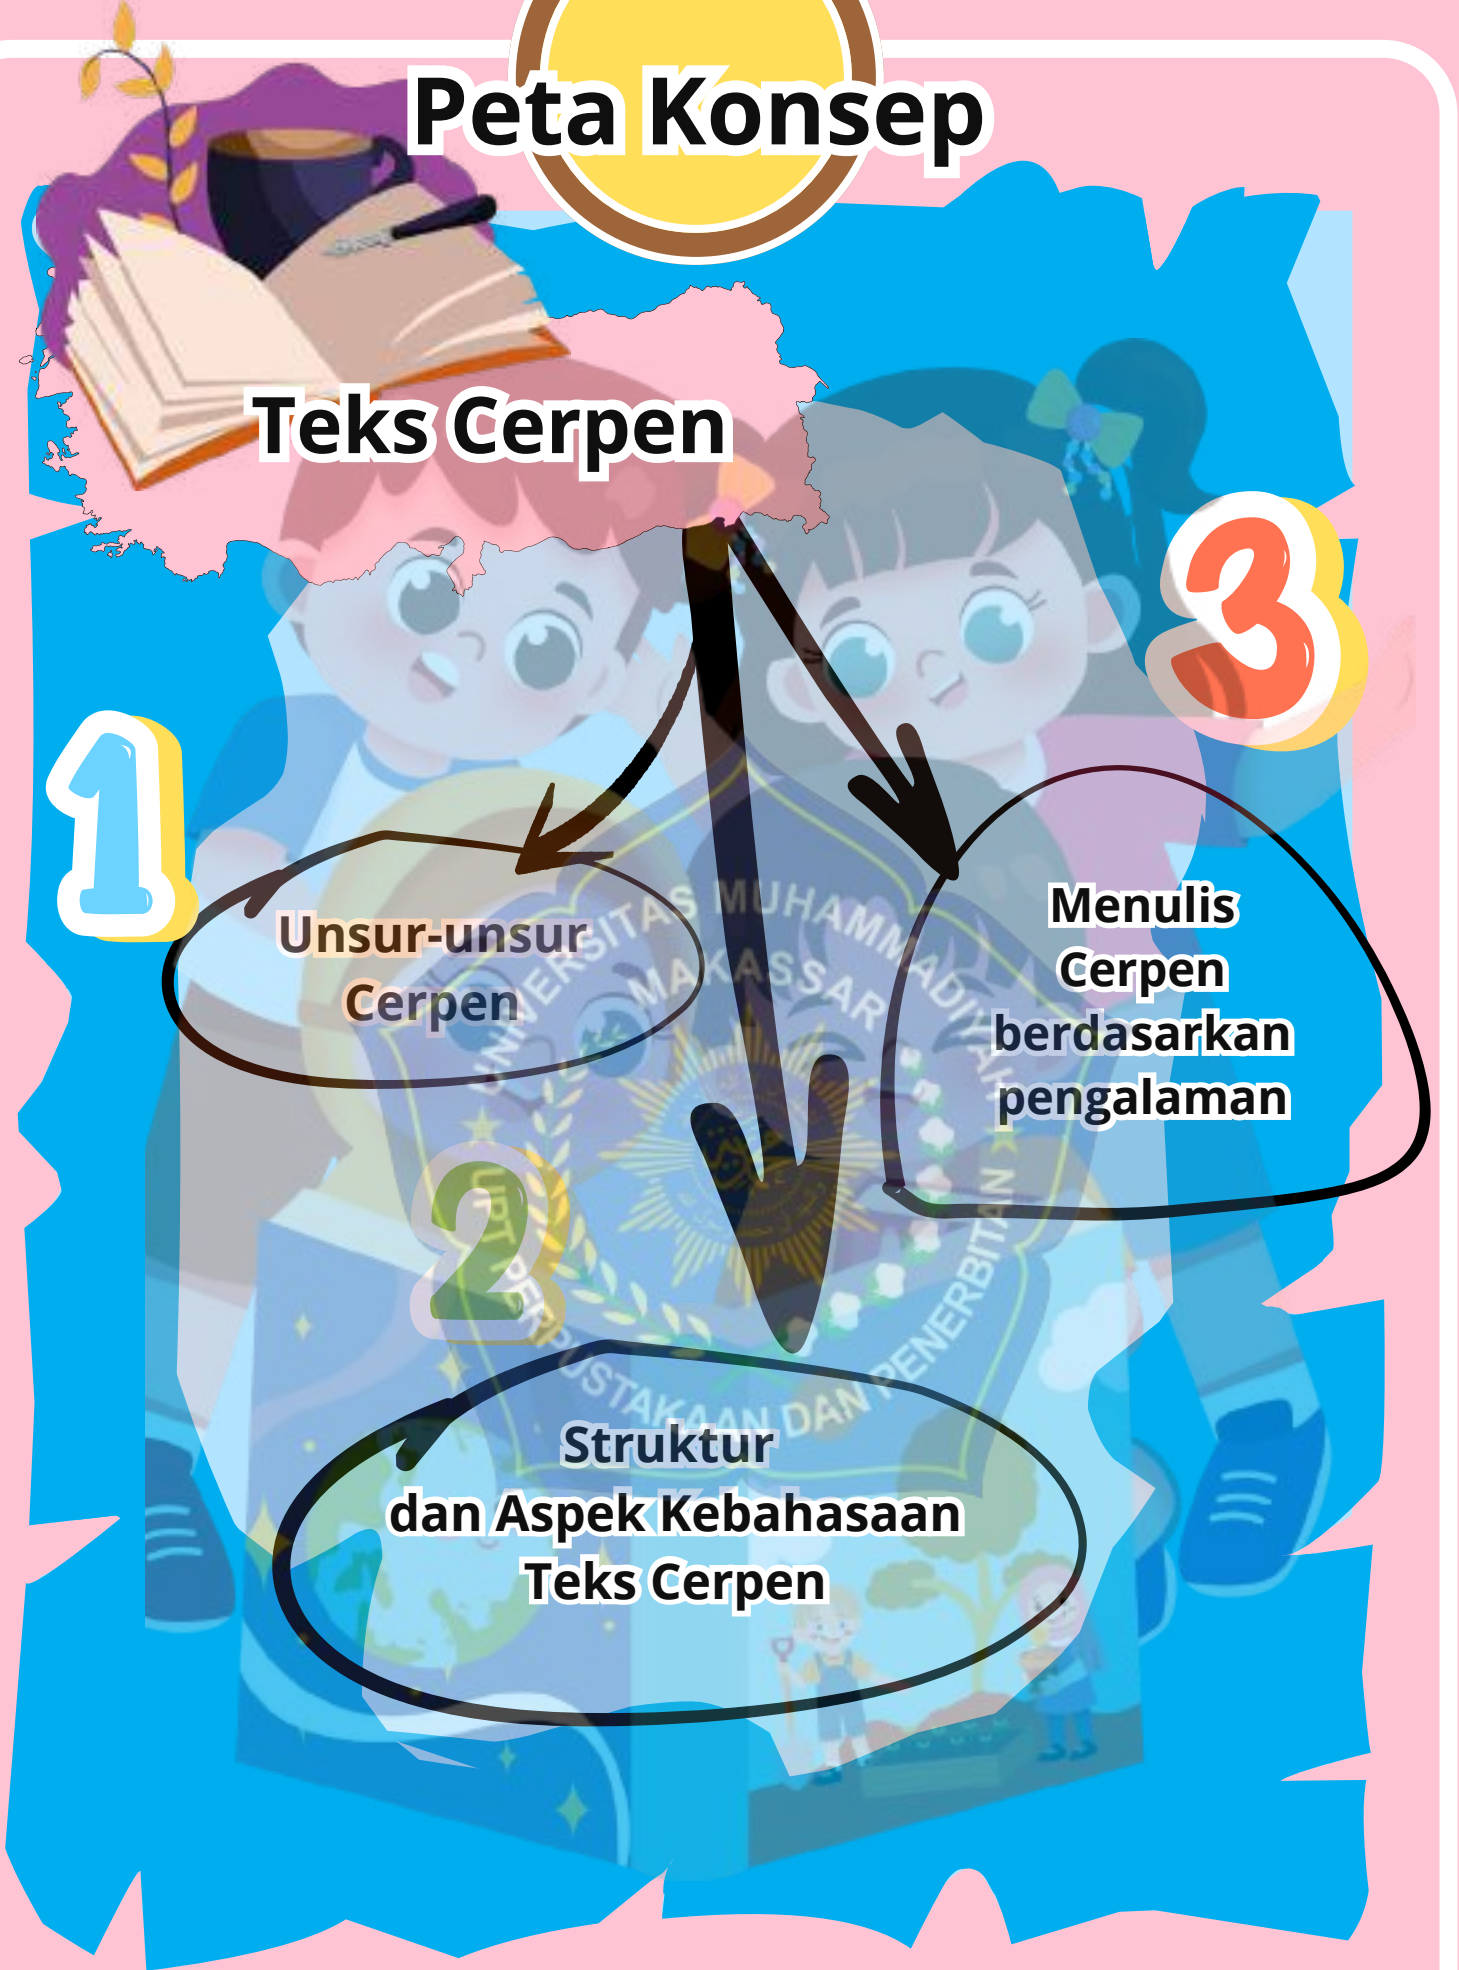 Peta Konsep
Teks Cerpen
3
1
Unsur-unsur
Cerpen
Menulis
Cerpen
berdasarkan
pengalaman
UNIVERSITAS MUHAMMADIYAH
MAKASSAR
2
UPT PERPUSTAKAAN DAN PENERBITAN
Struktur
dan Aspek Kebahasaan
Teks Cerpen